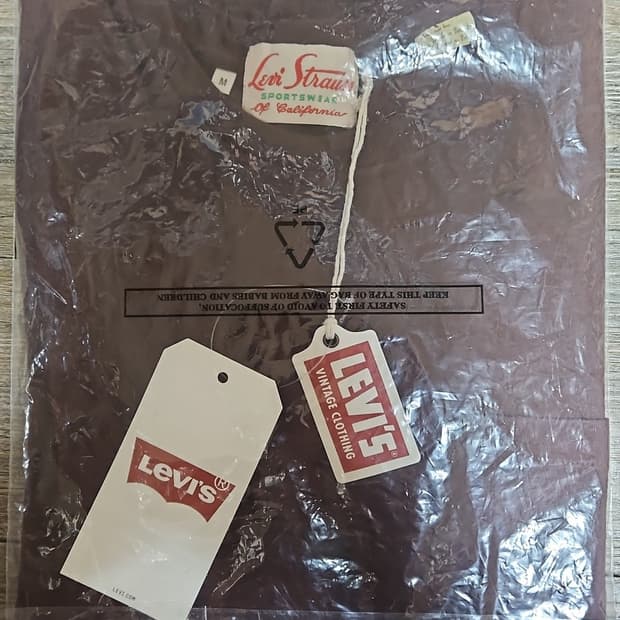 M
Levi Strauss
SPORTSWEAR
Of California
PE
SAFETY FIRST, TO AVOID OF SUFFOCATION,
KEEP THIS TYPE OF BAG AWAY FROM BABIES AND CHILDREN
LEVI'S®
VINTAGE CLOTHING
LEVI'S®
LEVI.COM